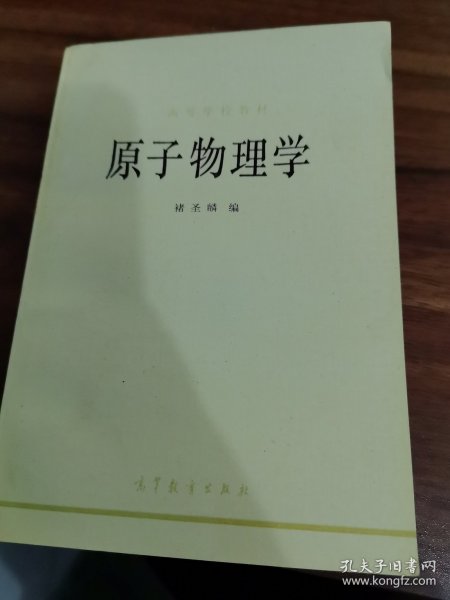 高等学校教材
原子物理学
褚圣麟 编
高等教育出版社
孔夫子旧书网
www.kongfz.com